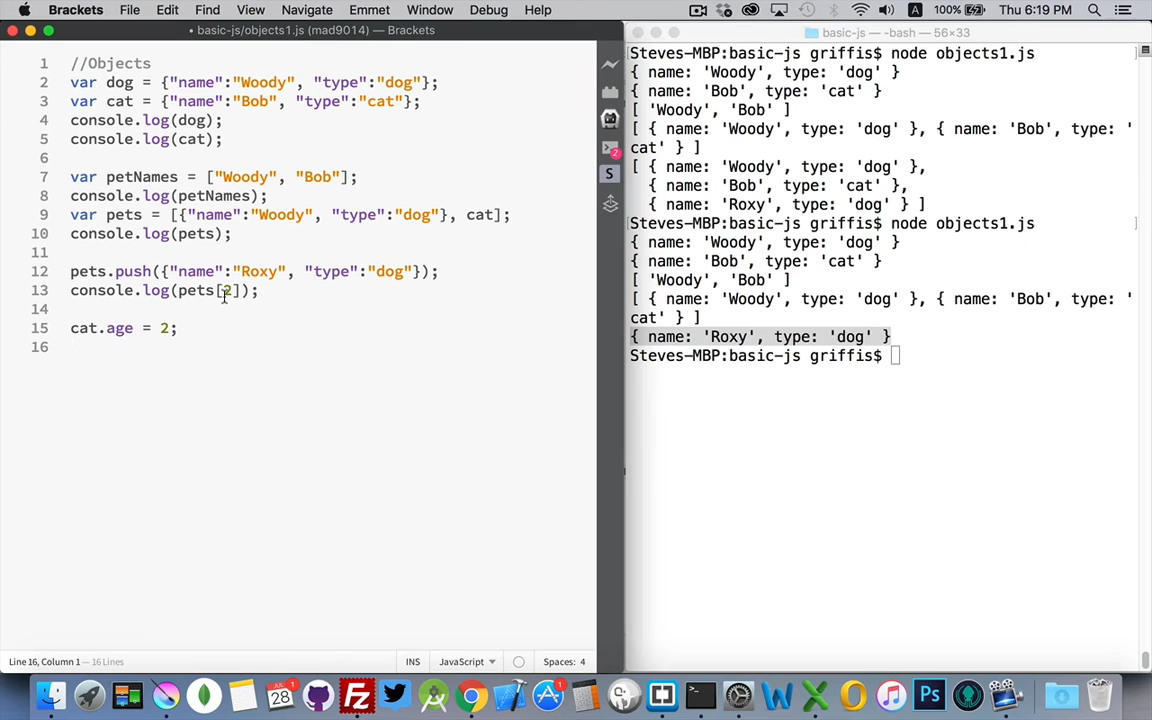 Brackets File Edit Find View Navigate Emmet Window Debug Help A 100% Thu 6:19 PM
• basic-js/objects1.js (mad9014) — Brackets
basic-js — -bash — 56×33
1 //Objects
2 var dog = {"name":"Woody", "type":"dog"};
3 var cat = {"name":"Bob", "type":"cat"};
4 console.log(dog);
5 console.log(cat);
6
7 var petNames = ["Woody", "Bob"];
8 console.log(petNames);
9 var pets = [{"name":"Woody", "type":"dog"}, cat];
10 console.log(pets);
11
12 pets.push({"name":"Roxy", "type":"dog"});
13 console.log(pets[2]);
14
15 cat.age = 2;
16
2
S
Steves-MBP:basic-js griffis$ node objects1.js
{ name: 'Woody', type: 'dog' }
{ name: 'Bob', type: 'cat' }
[ 'Woody', 'Bob' ]
[ { name: 'Woody', type: 'dog' }, { name: 'Bob', type: '
cat' } ]
[ { name: 'Woody', type: 'dog' },
{ name: 'Bob', type: 'cat' },
{ name: 'Roxy', type: 'dog' } ]
Steves-MBP:basic-js griffis$ node objects1.js
{ name: 'Woody', type: 'dog' }
{ name: 'Bob', type: 'cat' }
[ 'Woody', 'Bob' ]
[ { name: 'Woody', type: 'dog' }, { name: 'Bob', type: '
cat' } ]
{ name: 'Roxy', type: 'dog' }
Steves-MBP:basic-js griffis$
Line 16, Column 1 — 16 Lines INS JavaScript Spaces: 4
28 1 Fz 1 W X Ps